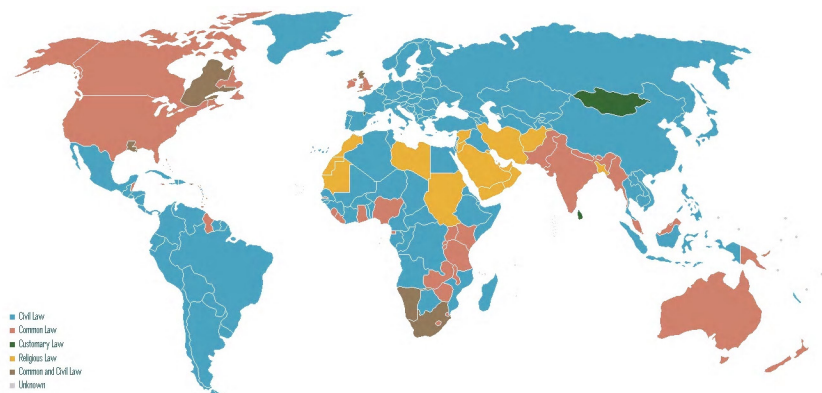 Civil Law
Common Law
Customary Law
Religious Law
Common and Civil Law
Unknown